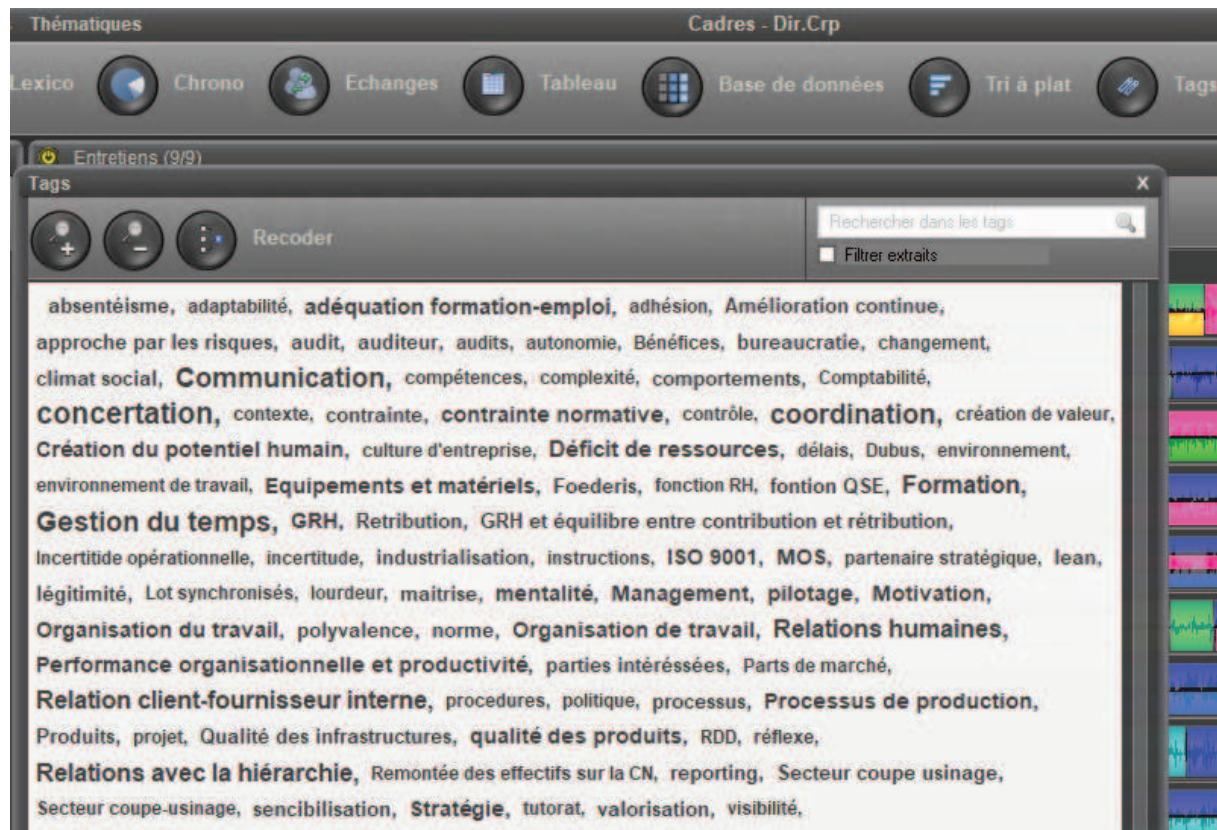 Thématiques Cadres - Dir.Crp
Lexico Chrono Echanges Tableau Base de données Tri à plat Tags
Entretiens (9/9)
Tags X
Rechercher dans les tags
Recoder
Filtrer extraits
absentéisme, adaptabilité, adéquation formation-emploi, adhésion, Amélioration continue,
approche par les risques, audit, auditeur, audits, autonomie, Bénéfices, bureaucratie, changement,
climat social, Communication, compétences, complexité, comportements, Comptabilité,
concertation, contexte, contrainte, contrainte normative, contrôle, coordination, création de valeur,
Création du potentiel humain, culture d'entreprise, Déficit de ressources, délais, Dubus, environnement,
environnement de travail, Equipements et matériels, Foederis, fonction RH, fontion QSE, Formation,
Gestion du temps, GRH, Retribution, GRH et équilibre entre contribution et rétribution,
Incertitide opérationnelle, incertitude, industrialisation, instructions, ISO 9001, MOS, partenaire stratégique, lean,
légitimité, Lot synchronisés, lourdeur, maitrise, mentalité, Management, pilotage, Motivation,
Organisation du travail, polyvalence, norme, Organisation de travail, Relations humaines,
Performance organisationnelle et productivité, parties intéréssées, Parts de marché,
Relation client-fournisseur interne, procedures, politique, processus, Processus de production,
Produits, projet, Qualité des infrastructures, qualité des produits, RDD, réflexe,
Relations avec la hiérarchie, Remontée des effectifs sur la CN, reporting, Secteur coupe usinage,
Secteur coupe-usinage, sencibilisation, Stratégie, tutorat, valorisation, visibilité,